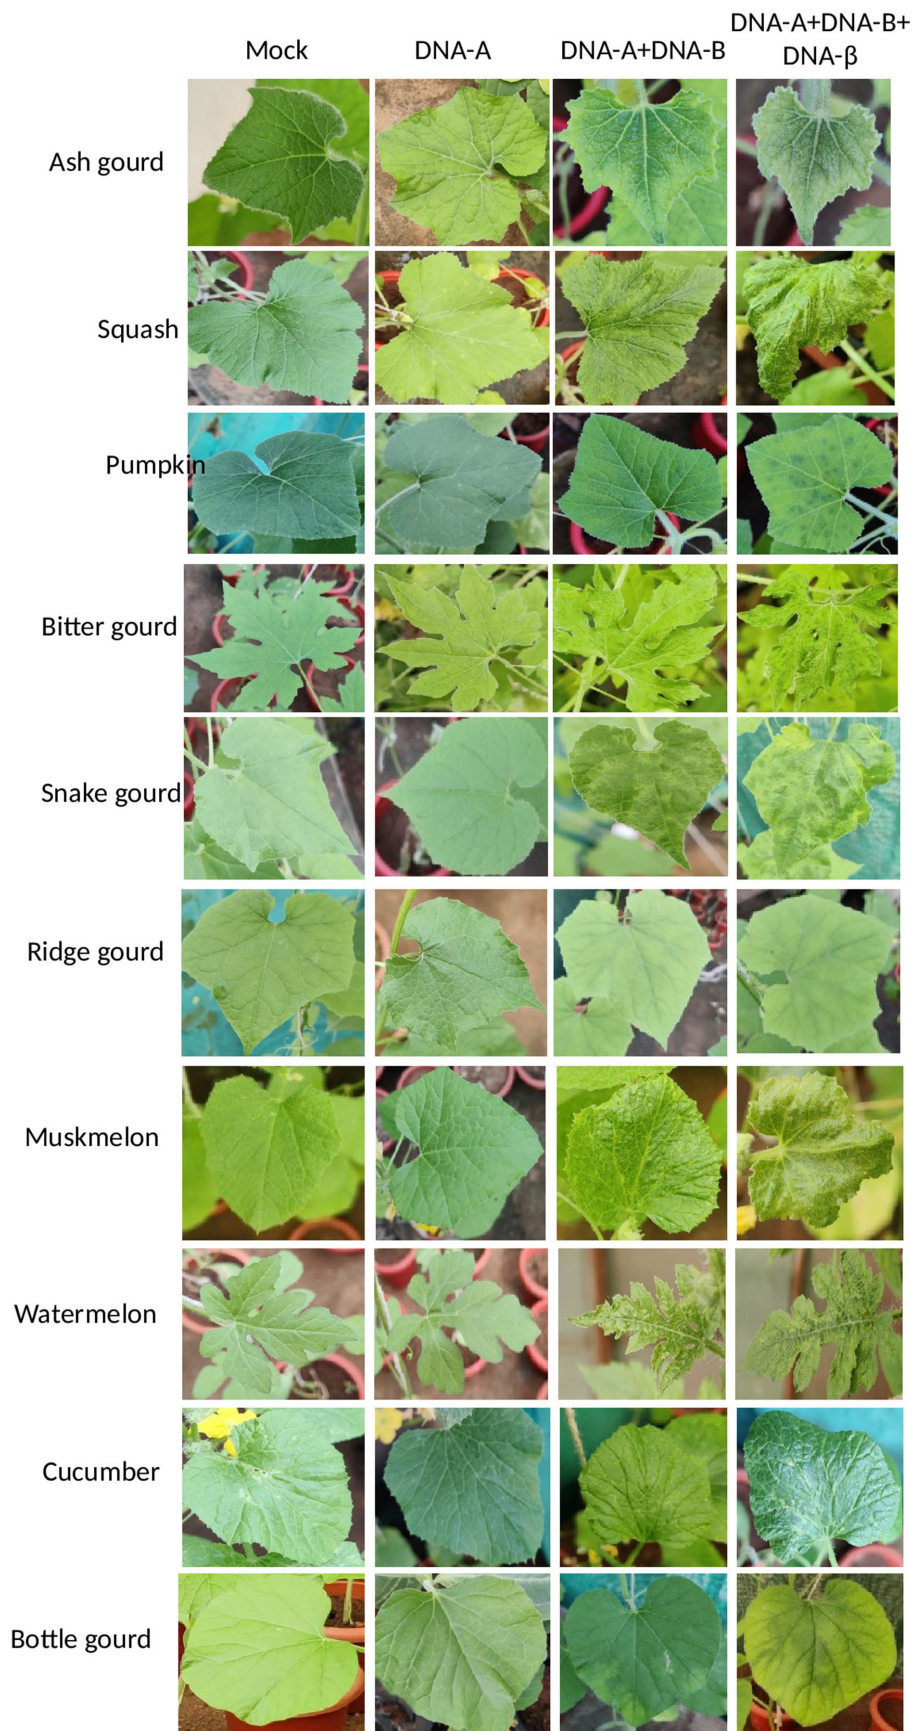 Mock
DNA-A
DNA-A+DNA-B
DNA-A+DNA-B+
DNA-β
Ash gourd
Squash
Pumpkin
Bitter gourd
Snake gourd
Ridge gourd
Muskmelon
Watermelon
Cucumber
Bottle gourd